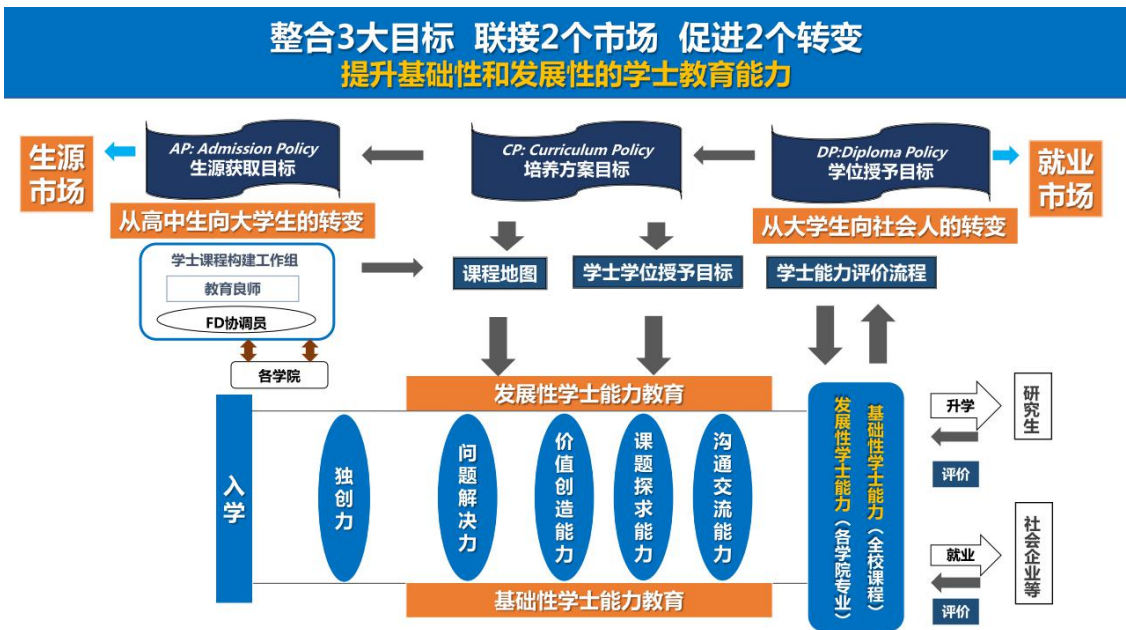 整合3大目标 联接2个市场 促进2个转变
提升基础性和发展性的学士教育能力
生源
市场
AP: Admission Policy
生源获取目标
CP: Curriculum Policy
培养方案目标
DP:Diploma Policy
学位授予目标
就业
市场
从高中生向大学生的转变
从大学生向社会人的转变
学士课程构建工作组
教育良师
FD协调员
各学院
课程地图
学士学位授予目标
学士能力评价流程
发展性学士能力教育
入学
独创力
问题解决力
价值创造能力
课题探求能力
沟通交流能力
基础性学士能力教育
基础性学士能力（全校课程）
发展性学士能力（各学院专业）
升学
评价
研究生
就业
评价
社会企业等